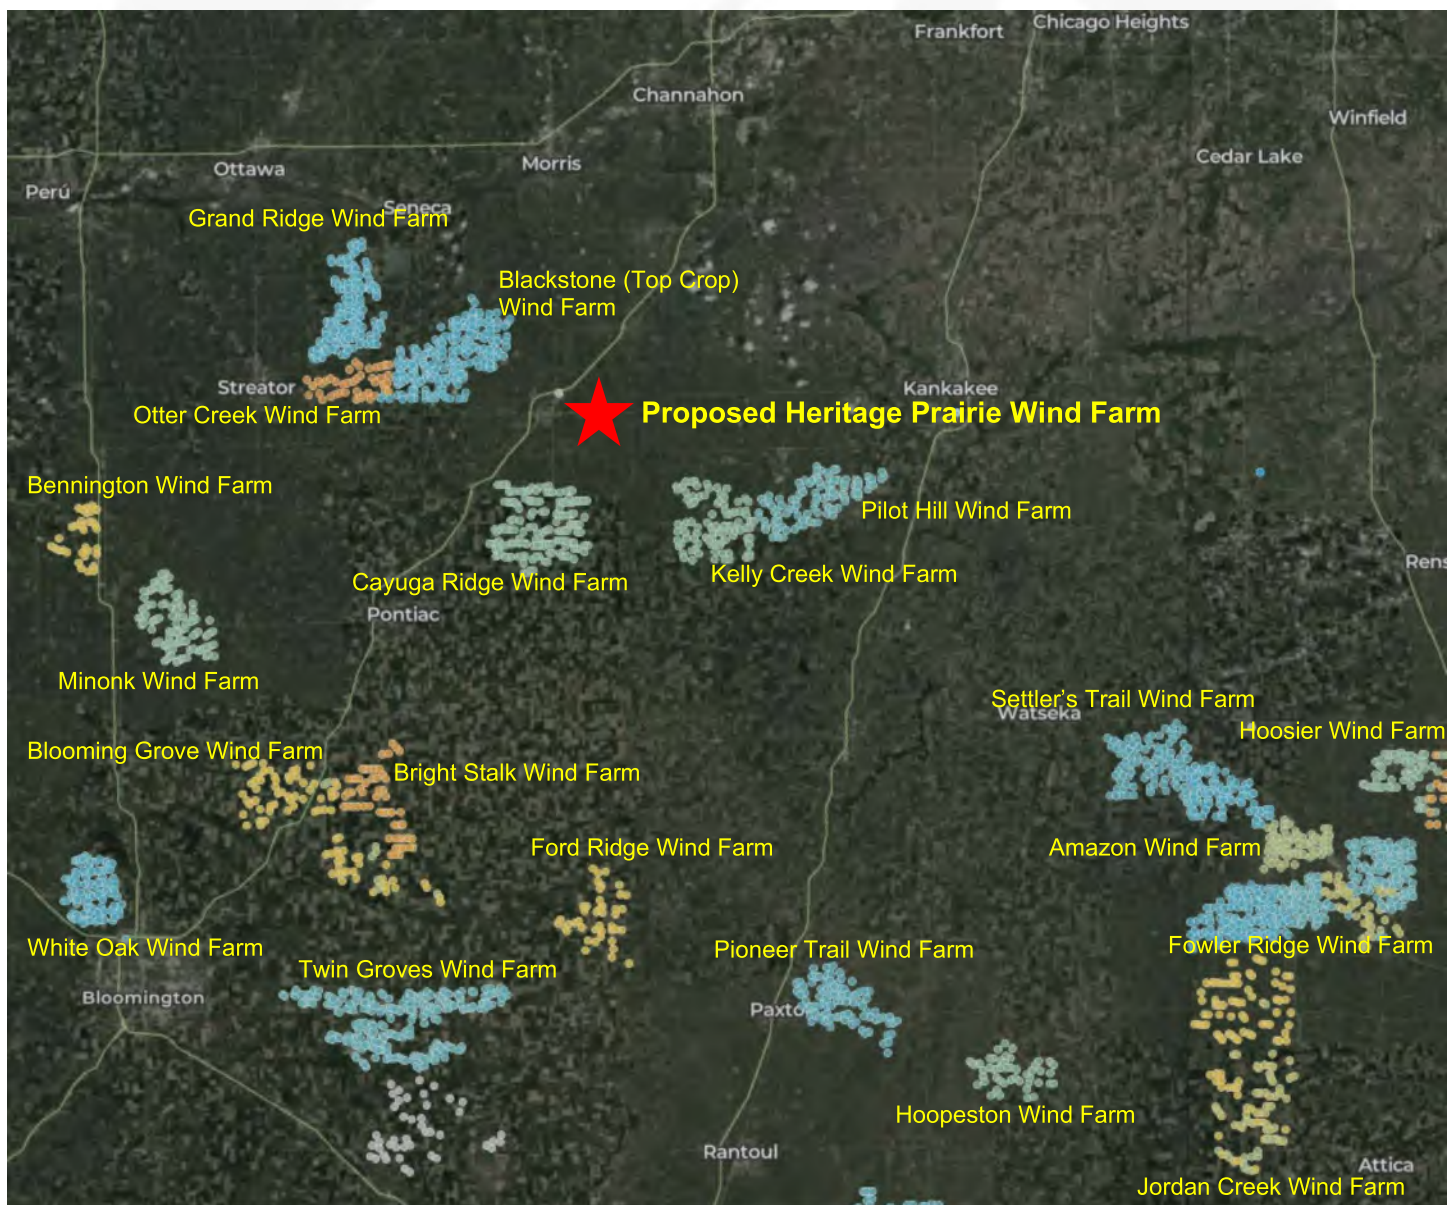 Frankfort
Chicago Heights
Channahon
Winfield
Ottawa
Morris
Cedar Lake
Perú
Seneca
Grand Ridge Wind Farm
Blackstone (Top Crop)
Wind Farm
Streator
Kankakee
Otter Creek Wind Farm
Proposed Heritage Prairie Wind Farm
Bennington Wind Farm
Pilot Hill Wind Farm
Cayuga Ridge Wind Farm
Kelly Creek Wind Farm
Rens
Pontiac
Minonk Wind Farm
Settler's Trail Wind Farm
Watseka
Hoosier Wind Farm
Blooming Grove Wind Farm
Bright Stalk Wind Farm
Ford Ridge Wind Farm
Amazon Wind Farm
White Oak Wind Farm
Pioneer Trail Wind Farm
Fowler Ridge Wind Farm
Twin Groves Wind Farm
Bloomington
Paxto
Hoopeston Wind Farm
Rantoul
Attica
Jordan Creek Wind Farm